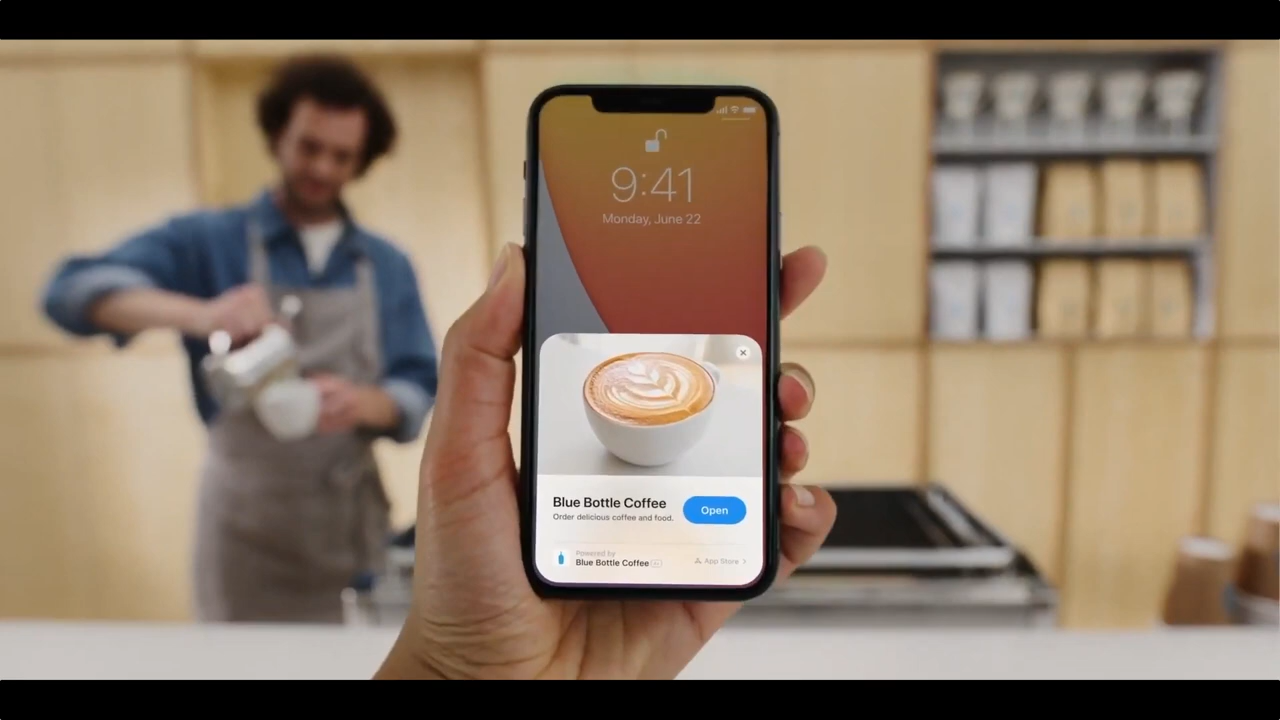 9:41
Monday, June 22
Blue Bottle Coffee
Open
Order delicious coffee and food.
Powered by
Blue Bottle Coffee
App Store